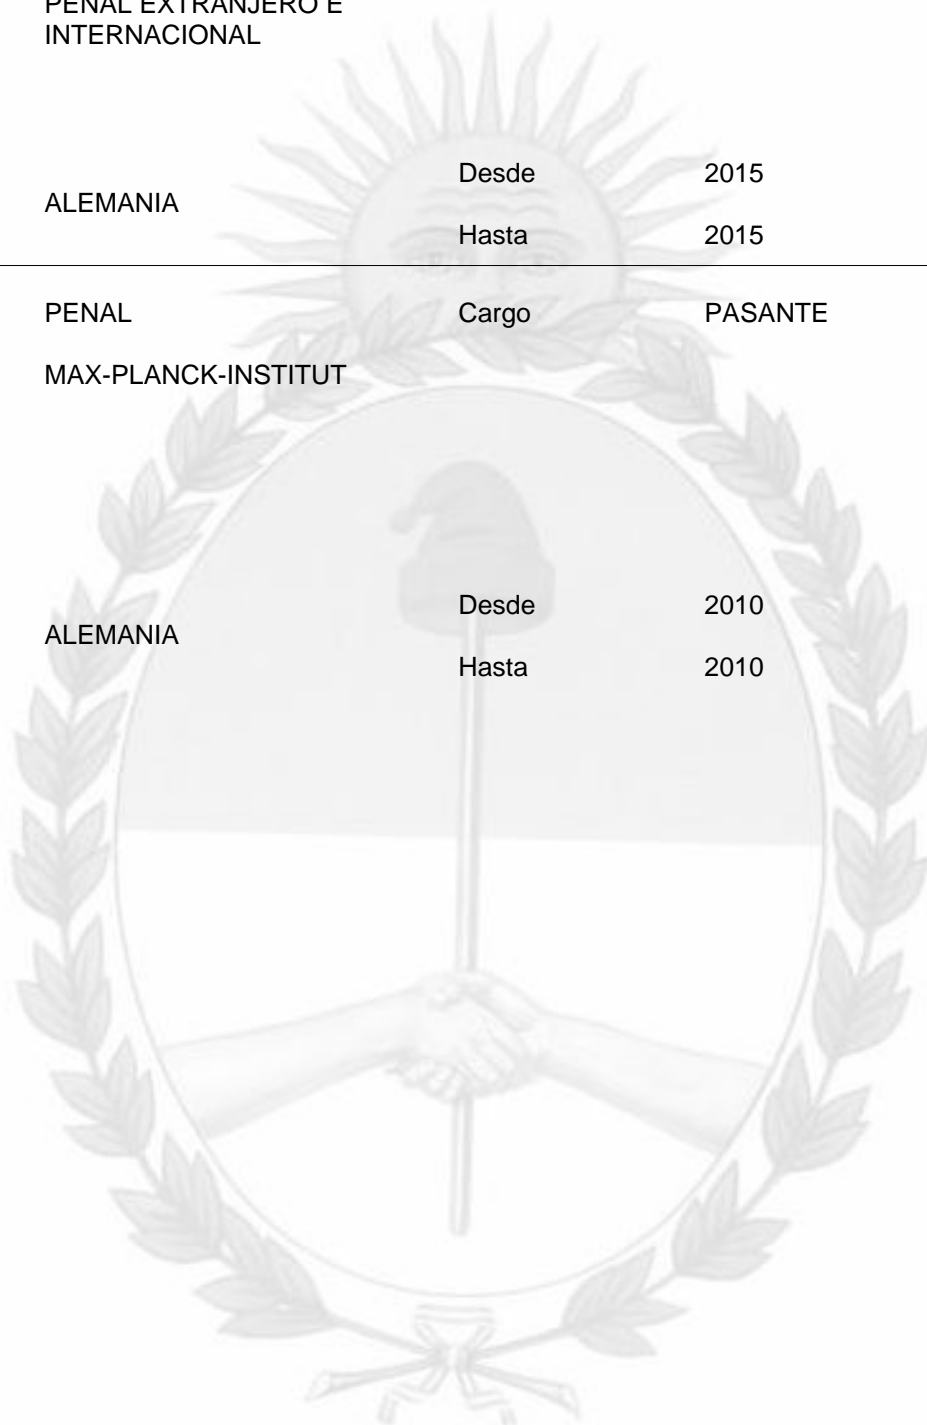 PENAL EXTRANJERO E
INTERNACIONAL
Desde 2015
ALEMANIA
Hasta 2015
PENAL Cargo PASANTE
MAX-PLANCK-INSTITUT
Desde 2010
ALEMANIA
Hasta 2010